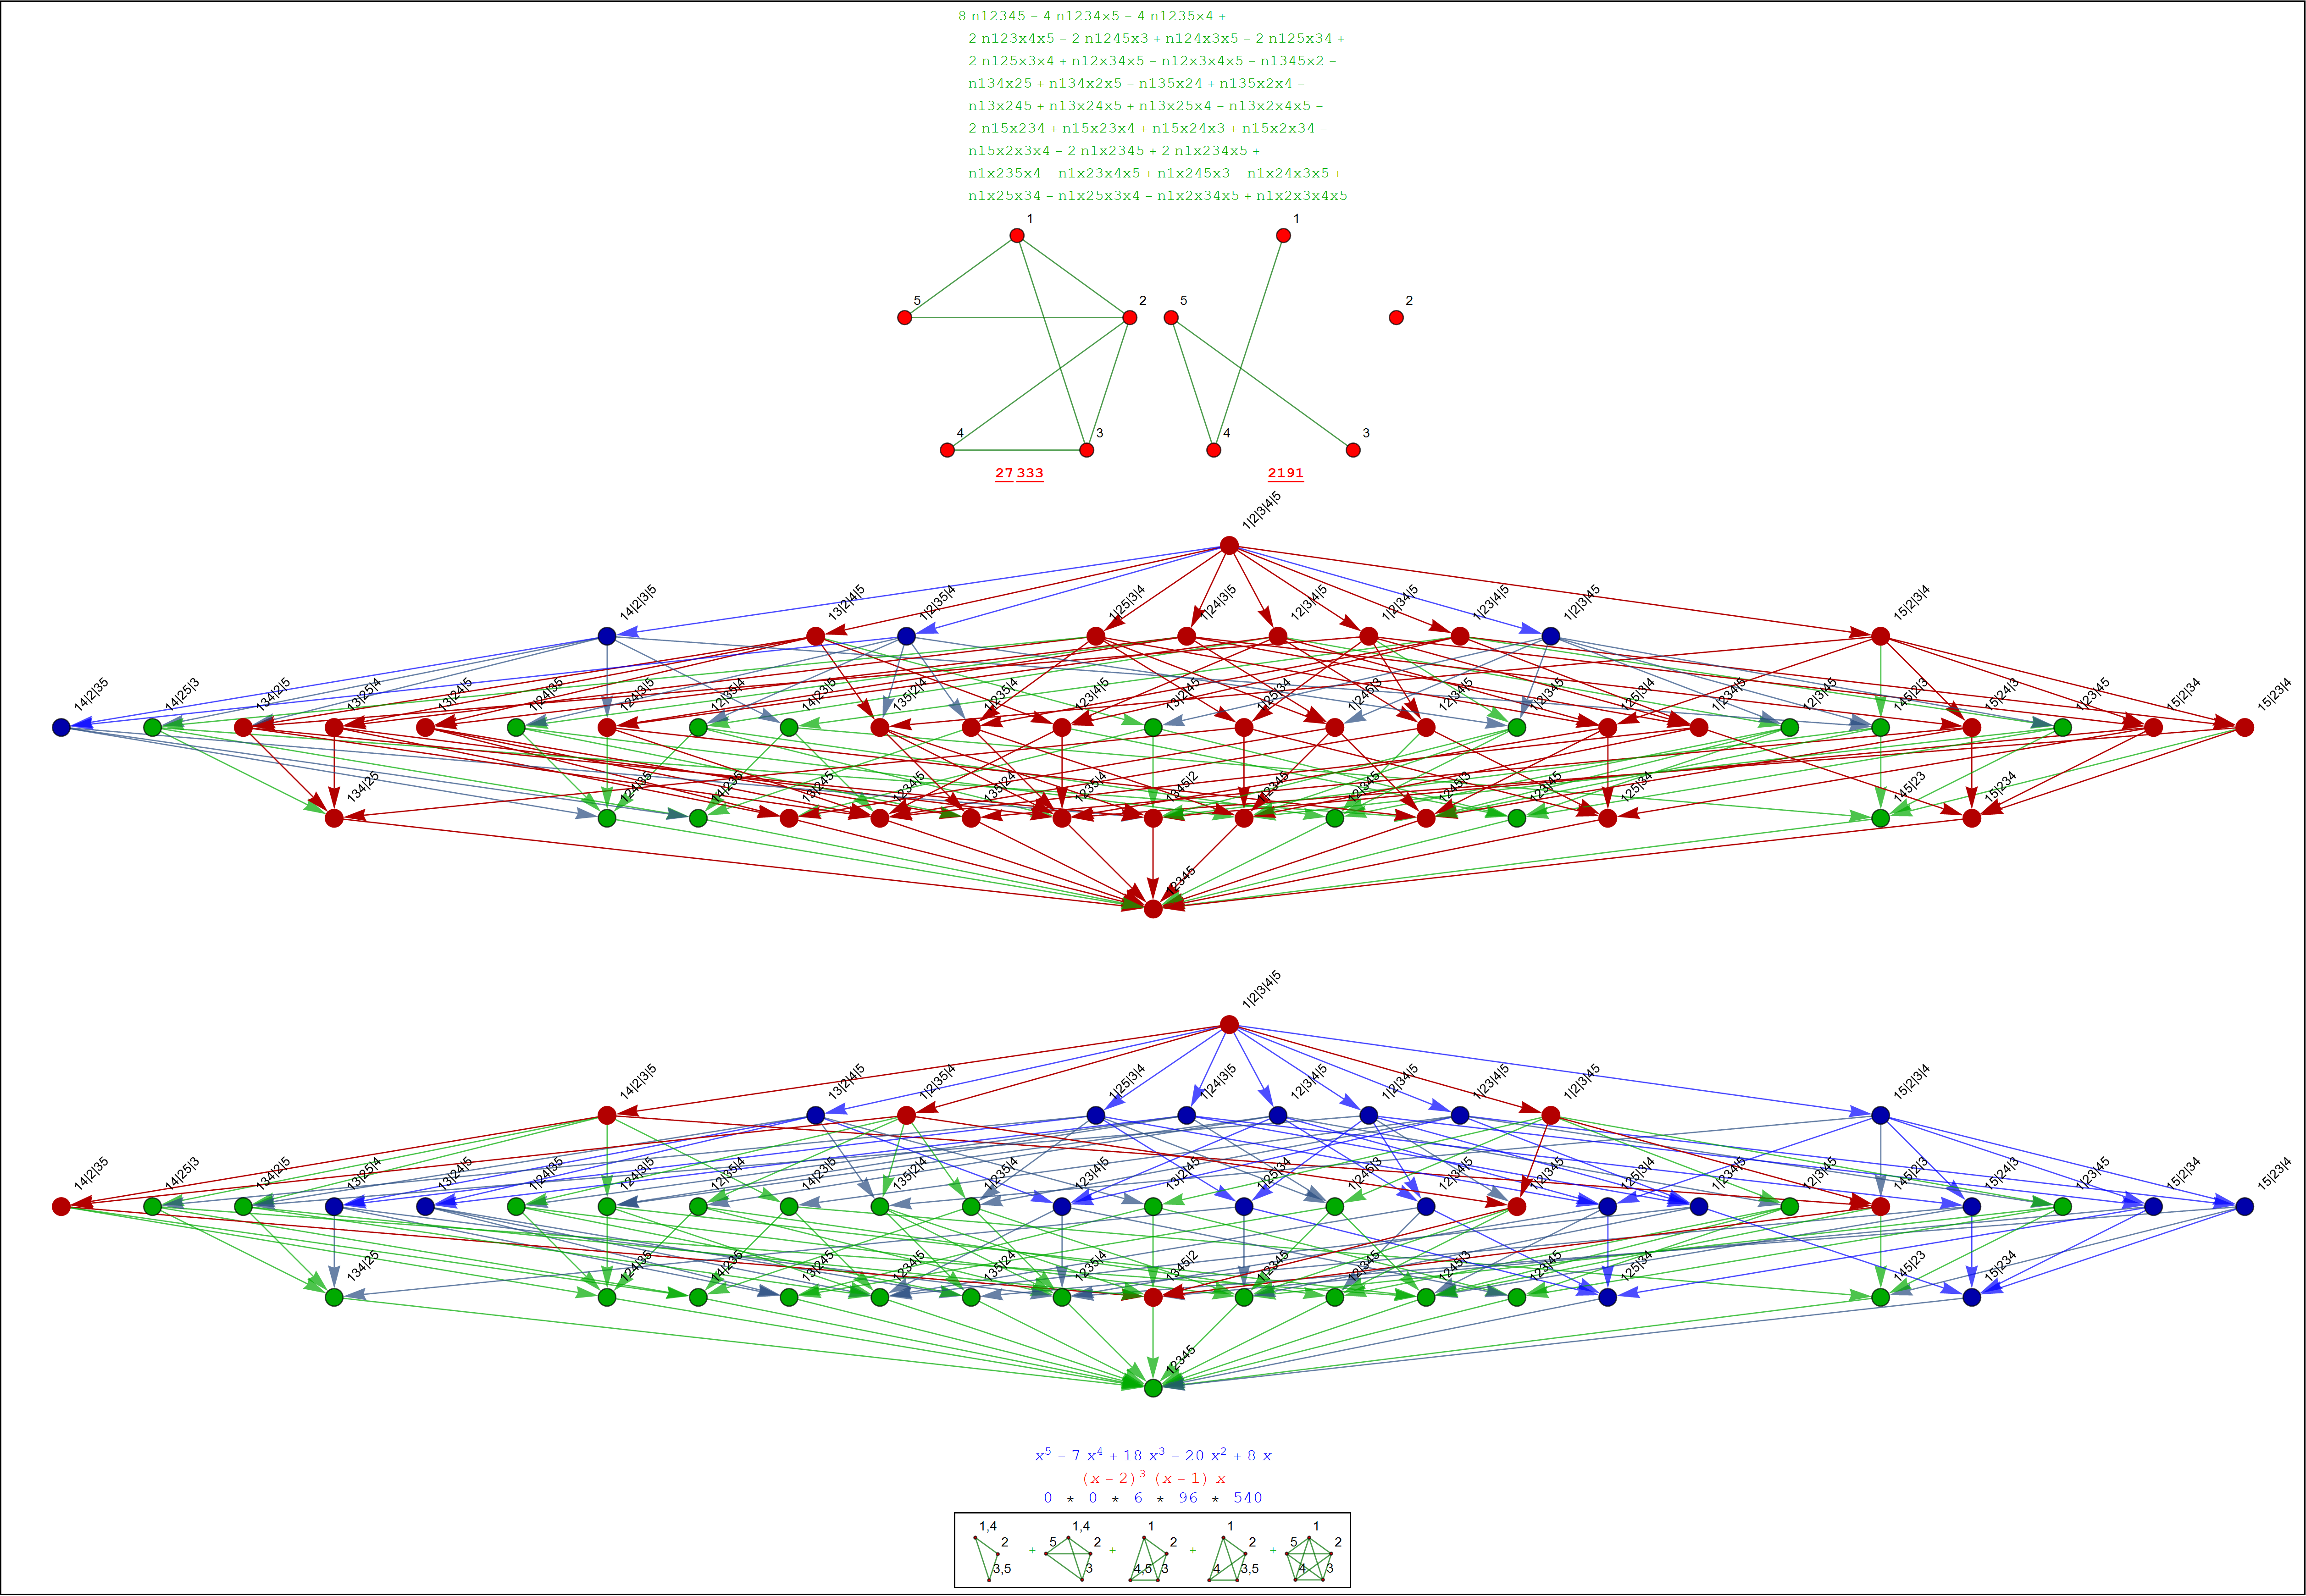 8 n12345 − 4 n1234x5 − 4 n1235x4 +
2 n123x4x5 − 2 n1245x3 + n124x3x5 − 2 n125x34 +
2 n125x3x4 + n12x34x5 − n12x3x4x5 − n1345x2 −
n134x25 + n134x2x5 − n135x24 + n135x2x4 −
n13x245 + n13x24x5 + n13x25x4 − n13x2x4x5 −
2 n15x234 + n15x23x4 + n15x24x3 + n15x2x34 −
n15x2x3x4 − 2 n1x2345 + 2 n1x234x5 +
n1x235x4 − n1x23x4x5 + n1x245x3 − n1x24x3x5 +
n1x25x34 − n1x25x3x4 − n1x2x34x5 + n1x2x3x4x5
1 1
5 2 5 2
4 3 4 3
27 333 2191
1|2|3|4|5
14|2|3|5 13|2|4|5 1|2|35|4 1|25|3|4 1|24|3|5 12|3|4|5 1|2|34|5 1|23|4|5 1|2|3|45 15|2|3|4
14|2|35 14|25|3 134|2|5 13|25|4 13|24|5 1|24|35 124|3|5 12|35|4 14|23|5 135|2|4 1|235|4 123|4|5 13|2|45 1|25|34 1|245|3 12|34|5 1|2|345 125|3|4 1|234|5 12|3|45 145|2|3 15|24|3 1|23|45 15|2|34 15|23|4
134|25 124|35 14|235 13|245 1234|5 135|24 1235|4 1345|2 1|2345 12|345 1245|3 123|45 125|34 145|23 15|234
12345
1|2|3|4|5
14|2|3|5 13|2|4|5 1|2|35|4 1|25|3|4 1|24|3|5 12|3|4|5 1|2|34|5 1|23|4|5 1|2|3|45 15|2|3|4
14|2|35 14|25|3 134|2|5 13|25|4 13|24|5 1|24|35 124|3|5 12|35|4 14|23|5 135|2|4 1|235|4 123|4|5 13|2|45 1|25|34 1|245|3 12|34|5 1|2|345 125|3|4 1|234|5 12|3|45 145|2|3 15|24|3 1|23|45 15|2|34 15|23|4
134|25 124|35 14|235 13|245 1234|5 135|24 1235|4 1345|2 1|2345 12|345 1245|3 123|45 125|34 145|23 15|234
12345
x⁵ − 7 x⁴ + 18 x³ − 20 x² + 8 x
(x − 2)³ (x − 1) x
0 * 0 * 6 * 96 * 540
1,4 1,4 1 1 1
2 + 5 2 + 2 + 2 + 5 2
3,5 3 4,5 3 4 3,5 4 3